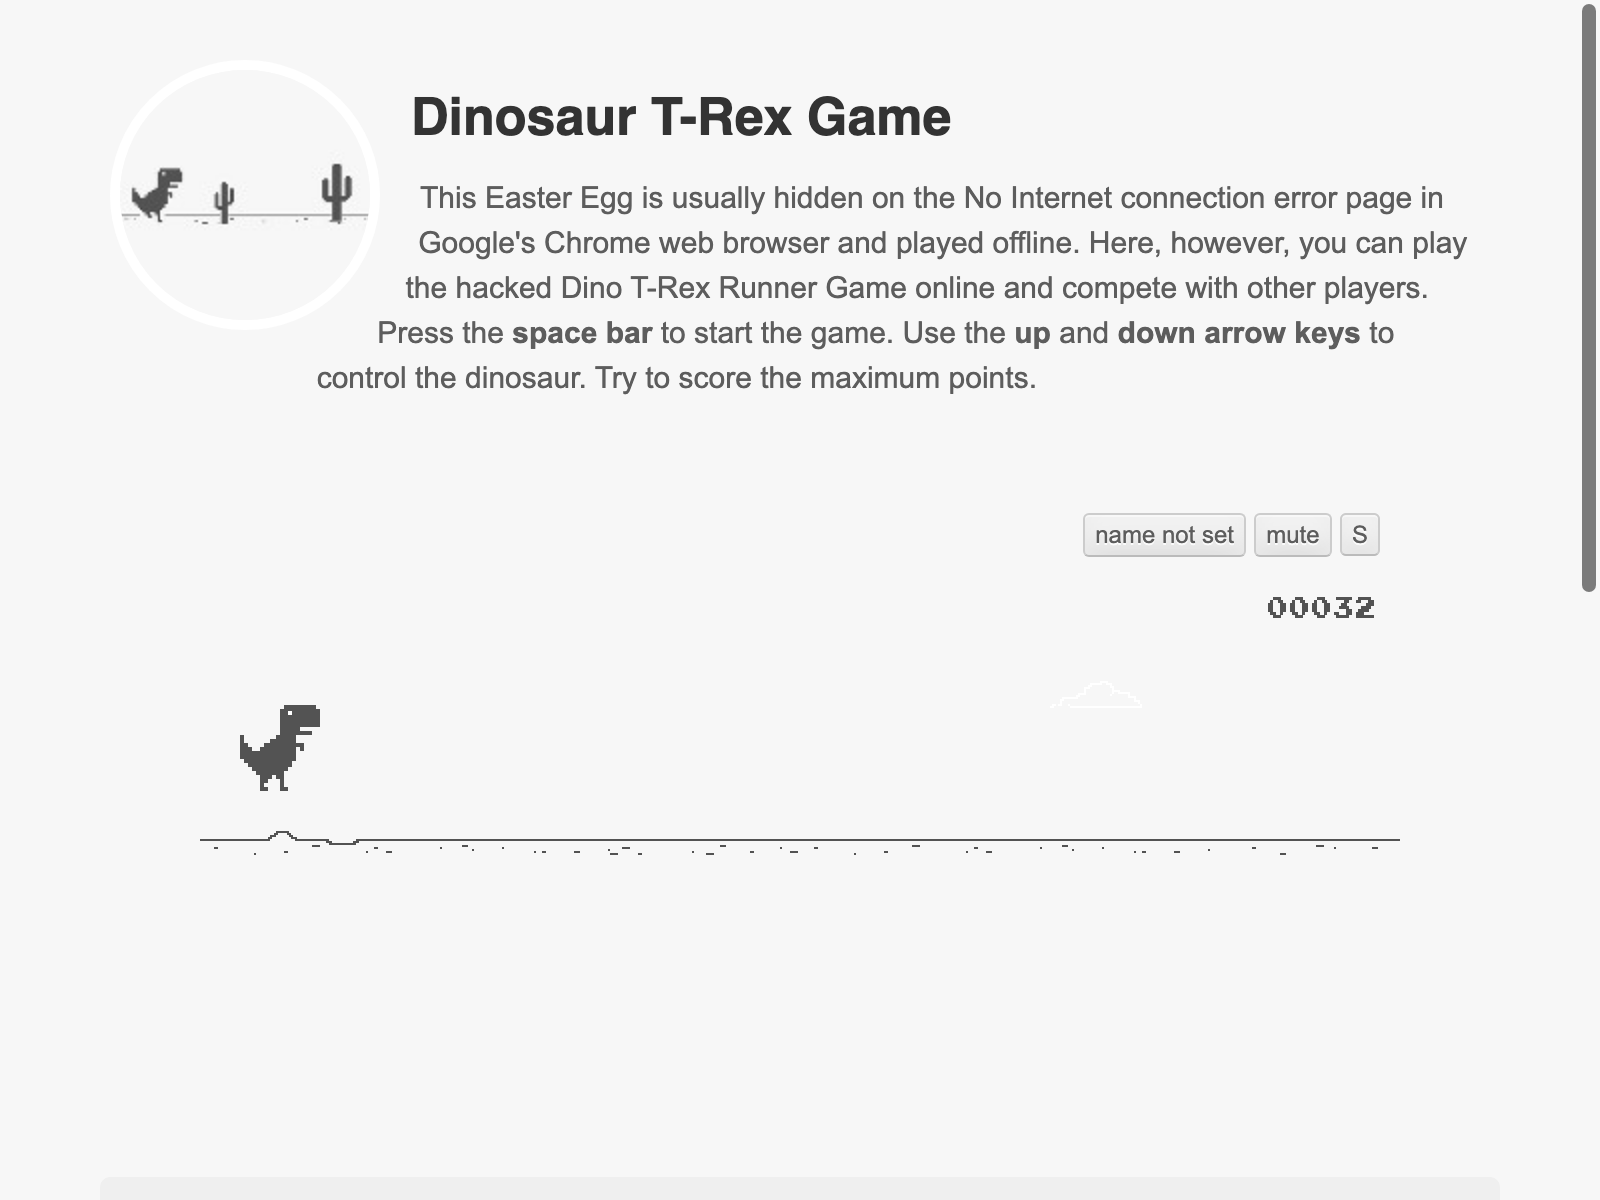 Dinosaur T-Rex Game
This Easter Egg is usually hidden on the No Internet connection error page in
Google's Chrome web browser and played offline. Here, however, you can play
the hacked Dino T-Rex Runner Game online and compete with other players.
Press the space bar to start the game. Use the up and down arrow keys to
control the dinosaur. Try to score the maximum points.
name not set mute S
00032